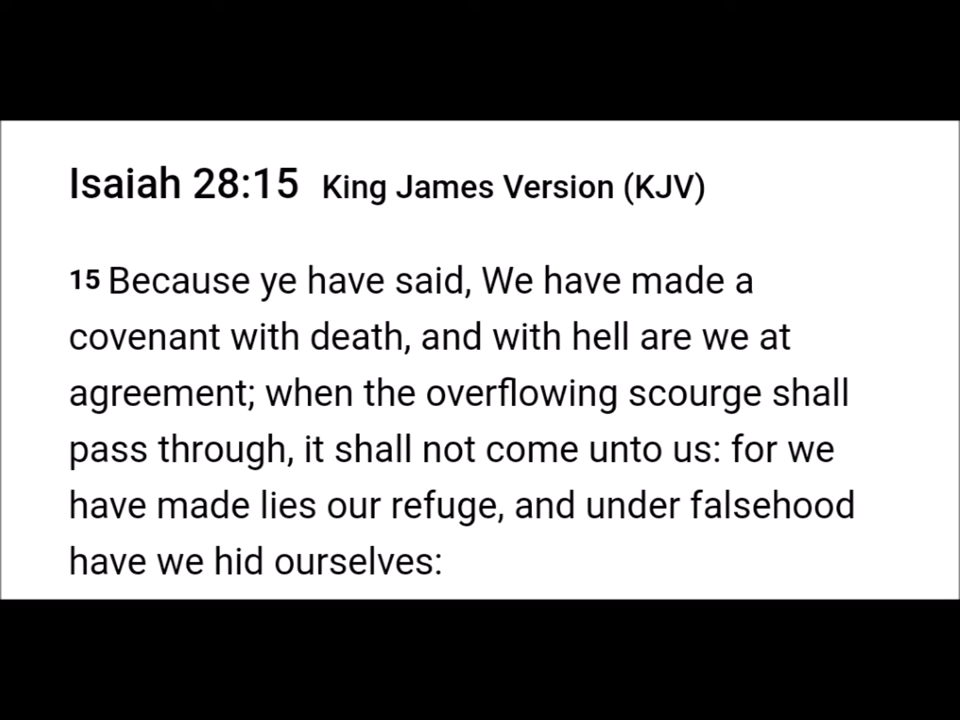 Isaiah 28:15 King James Version (KJV)
15 Because ye have said, We have made a
covenant with death, and with hell are we at
agreement; when the overflowing scourge shall
pass through, it shall not come unto us: for we
have made lies our refuge, and under falsehood
have we hid ourselves: